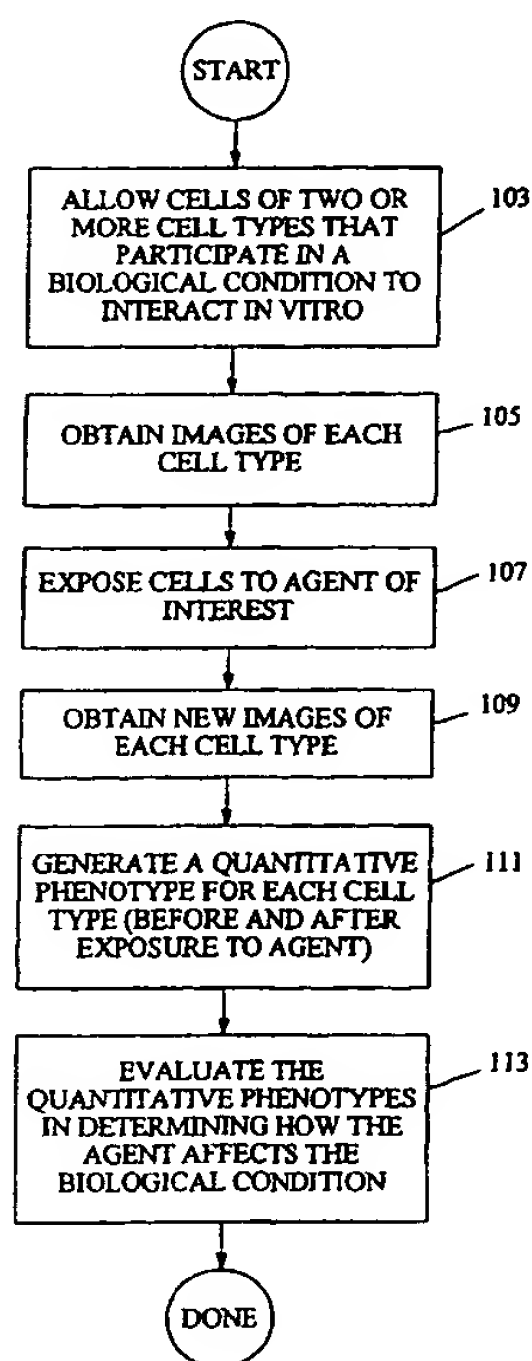 START
ALLOW CELLS OF TWO OR
MORE CELL TYPES THAT
PARTICIPATE IN A
BIOLOGICAL CONDITION TO
INTERACT IN VITRO
103
OBTAIN IMAGES OF EACH
CELL TYPE
105
EXPOSE CELLS TO AGENT OF
INTEREST
107
OBTAIN NEW IMAGES OF
EACH CELL TYPE
109
GENERATE A QUANTITATIVE
PHENOTYPE FOR EACH CELL
TYPE (BEFORE AND AFTER
EXPOSURE TO AGENT)
111
EVALUATE THE
QUANTITATIVE PHENOTYPES
IN DETERMINING HOW THE
AGENT AFFECTS THE
BIOLOGICAL CONDITION
113
DONE